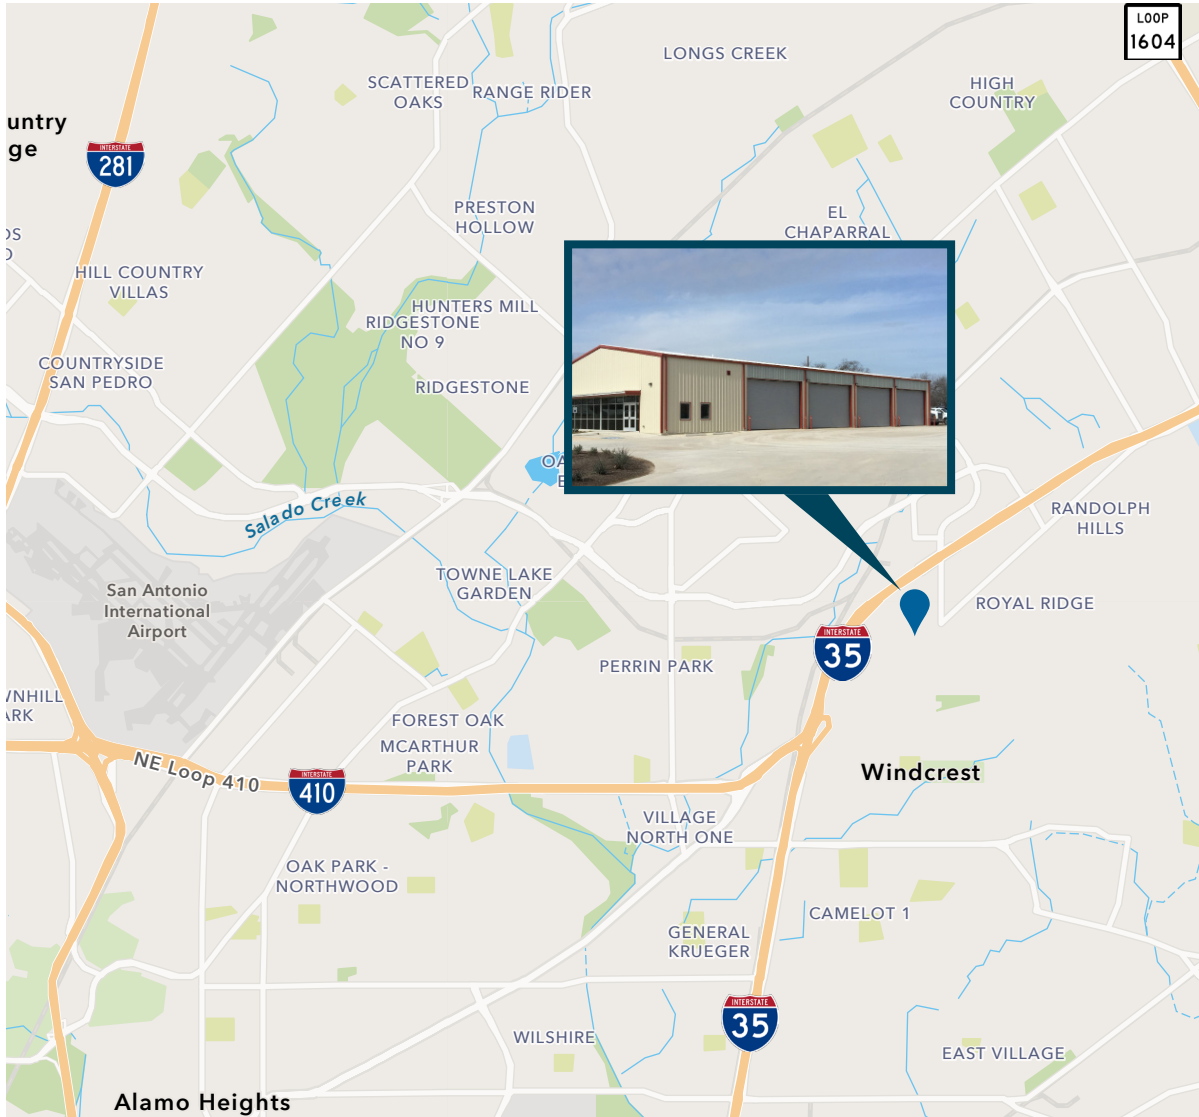 LOOP
1604
LONGS CREEK
SCATTERED
OAKS
RANGE RIDER
HIGH
COUNTRY
untry
ge
INTERSTATE
281
PRESTON
HOLLOW
EL
CHAPARRAL
HILL COUNTRY
VILLAS
HUNTERS MILL
RIDGESTONE
NO 9
COUNTRYSIDE
SAN PEDRO
RIDGESTONE
Salado Creek
RANDOLPH
HILLS
San Antonio
International
Airport
TOWNE LAKE
GARDEN
ROYAL RIDGE
INTERSTATE
35
PERRIN PARK
WNHILL
ARK
FOREST OAK
MCARTHUR
PARK
NE Loop 410
INTERSTATE
410
Windcrest
VILLAGE
NORTH ONE
OAK PARK -
NORTHWOOD
CAMELOT 1
GENERAL
KRUEGER
INTERSTATE
35
WILSHIRE
EAST VILLAGE
Alamo Heights